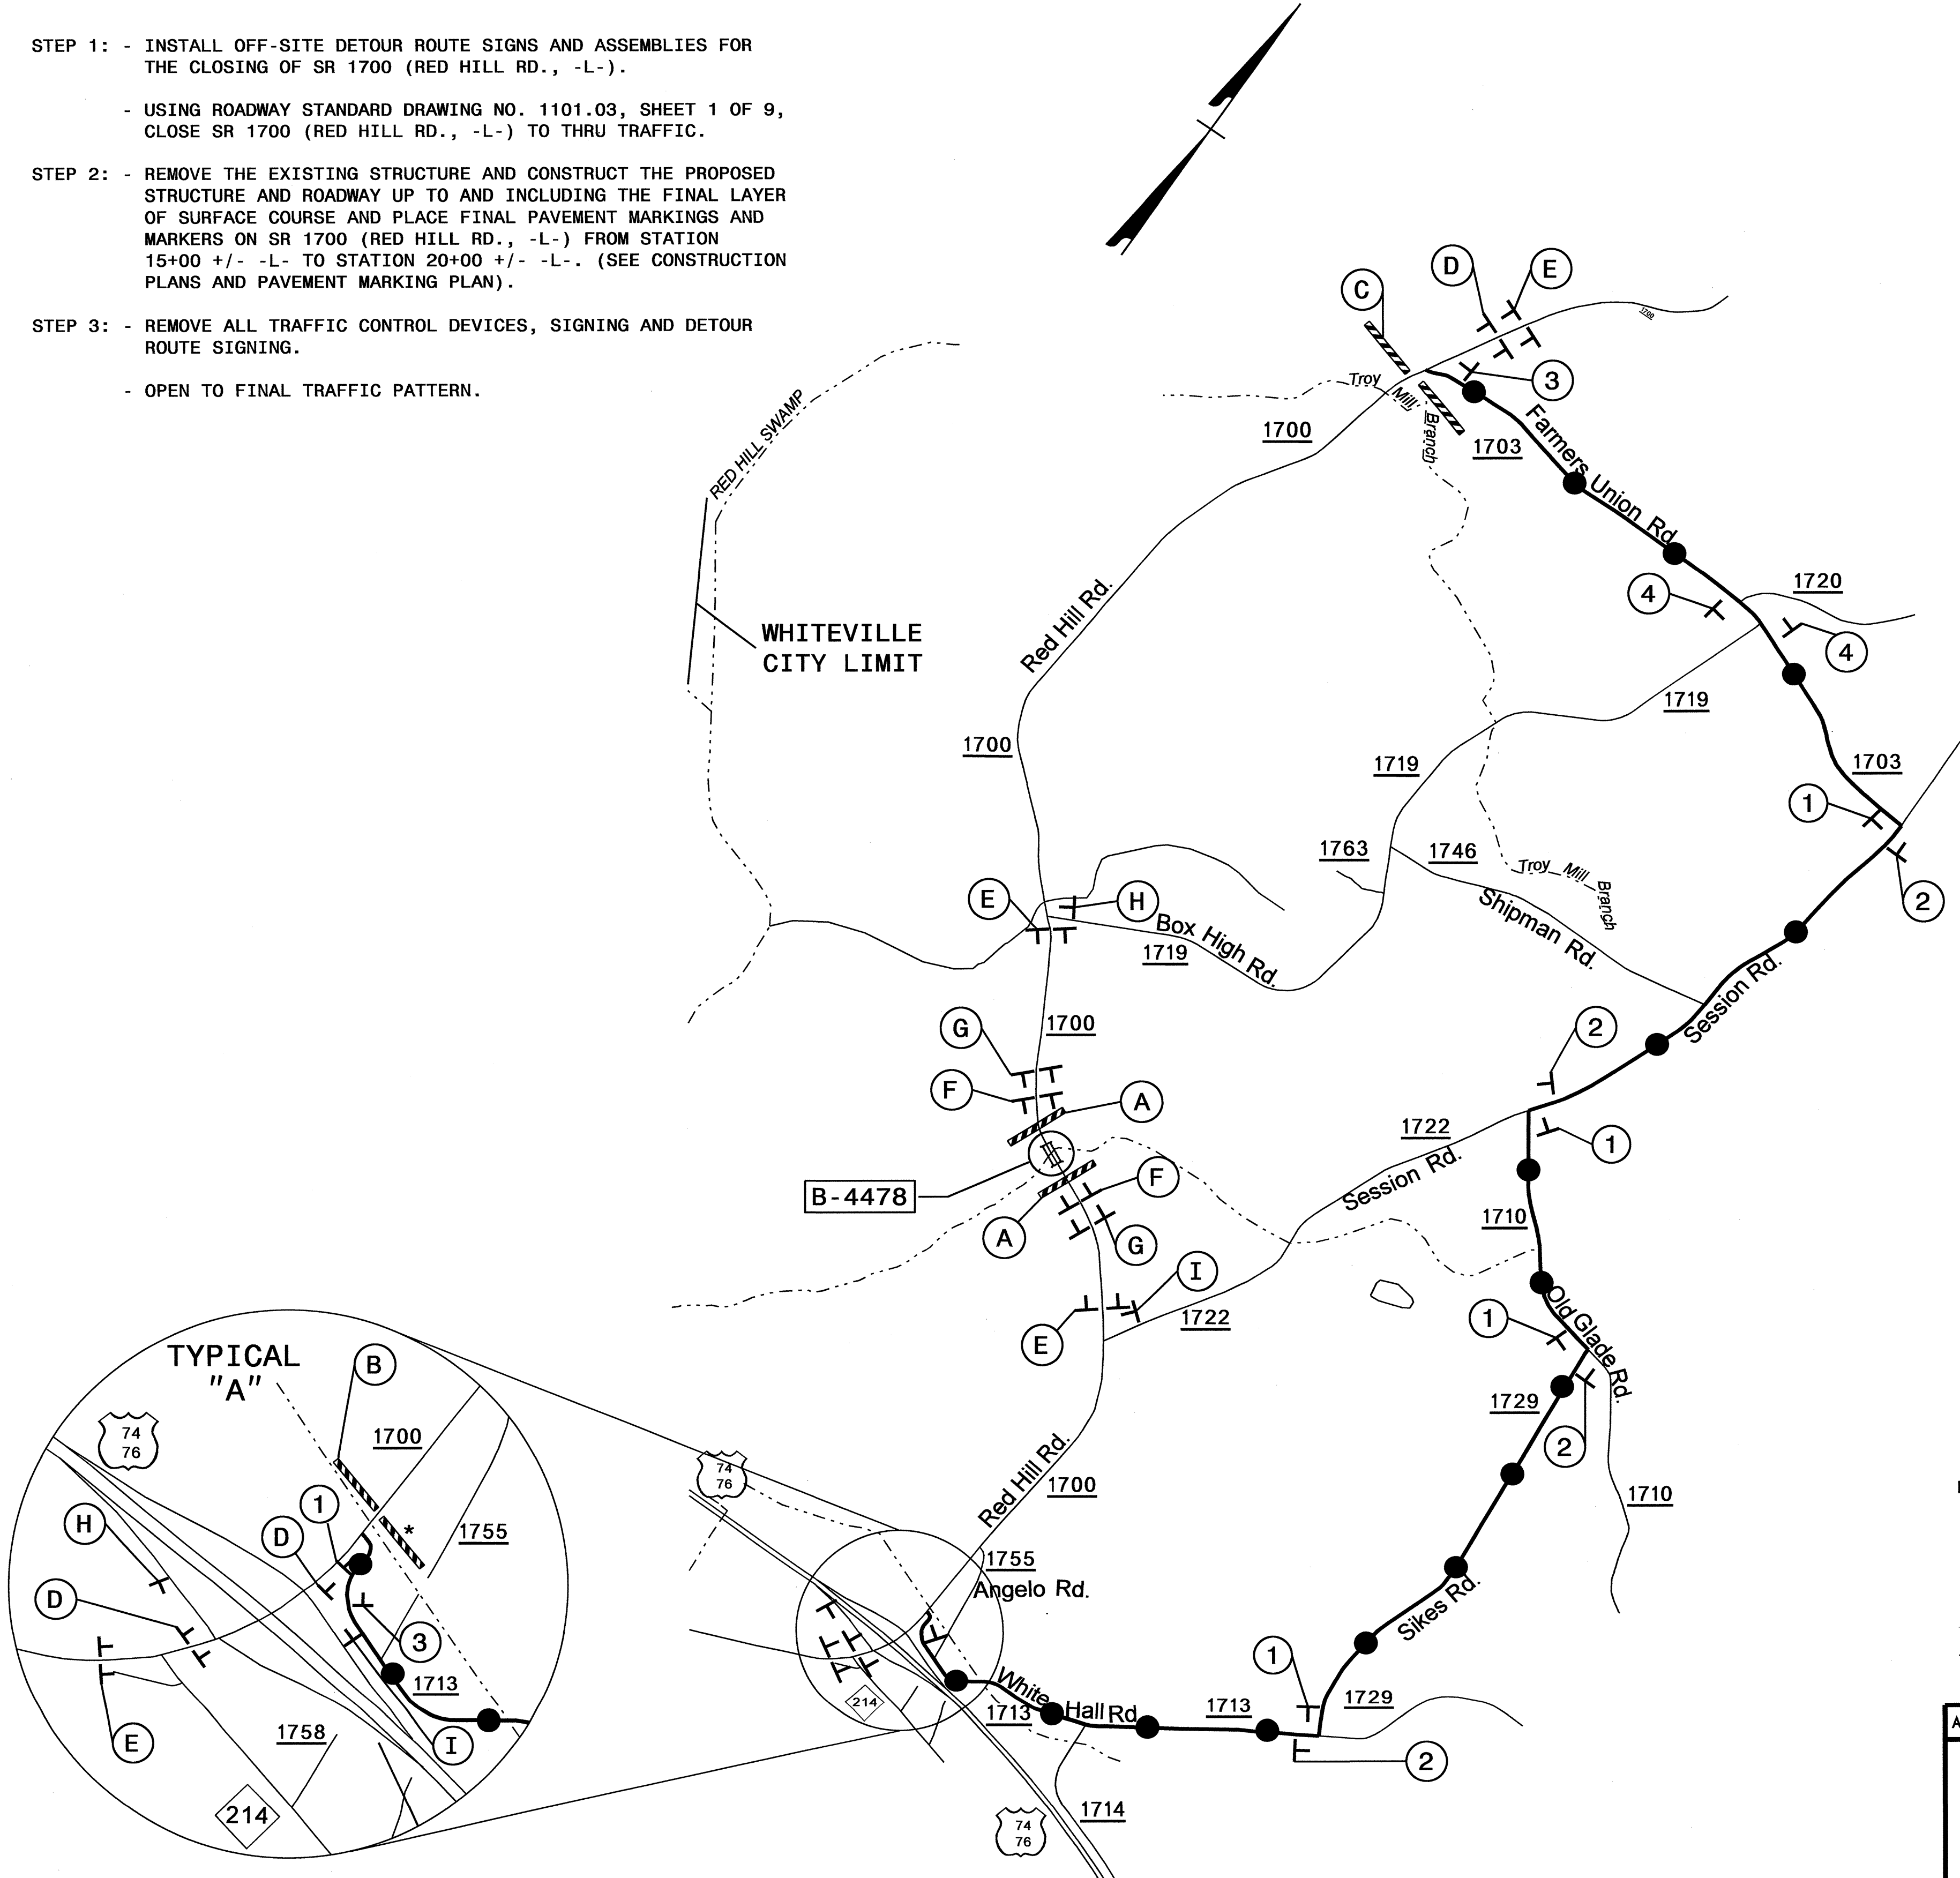 STEP 1: - INSTALL OFF-SITE DETOUR ROUTE SIGNS AND ASSEMBLIES FOR
THE CLOSING OF SR 1700 (RED HILL RD., -L-).
- USING ROADWAY STANDARD DRAWING NO. 1101.03, SHEET 1 OF 9,
CLOSE SR 1700 (RED HILL RD., -L-) TO THRU TRAFFIC.
STEP 2: - REMOVE THE EXISTING STRUCTURE AND CONSTRUCT THE PROPOSED
STRUCTURE AND ROADWAY UP TO AND INCLUDING THE FINAL LAYER
OF SURFACE COURSE AND PLACE FINAL PAVEMENT MARKINGS AND
MARKERS ON SR 1700 (RED HILL RD., -L-) FROM STATION
15+00 +/- -L- TO STATION 20+00 +/- -L-. (SEE CONSTRUCTION
PLANS AND PAVEMENT MARKING PLAN).
STEP 3: - REMOVE ALL TRAFFIC CONTROL DEVICES, SIGNING AND DETOUR
ROUTE SIGNING.
- OPEN TO FINAL TRAFFIC PATTERN.
D
E
C
1700
3
Troy Mill Branch
1700
1703
Farmers Union Rd
RED HILL SWAMP
1720
4
4
WHITEVILLE
CITY LIMIT
Red Hill Rd.
1719
1700
1719
1703
1
1763
1746
Troy Mill Branch
2
E
H
Box High Rd.
1719
Shipman Rd.
Session Rd.
G
1700
2
F
A
1722
1
Session Rd.
B-4478
F
A
G
1710
I
E
1722
1
Old Glade Rd.
1729
2
TYPICAL
"A"
B
74
76
1700
1
H
D
*
1755
D
3
1713
E
1758
I
214
74
76
Red Hill Rd.
1700
1710
1755
Angelo Rd.
Sikes Rd.
1
214
White Hall Rd
1713
1713
1729
2
1714
74
76
A